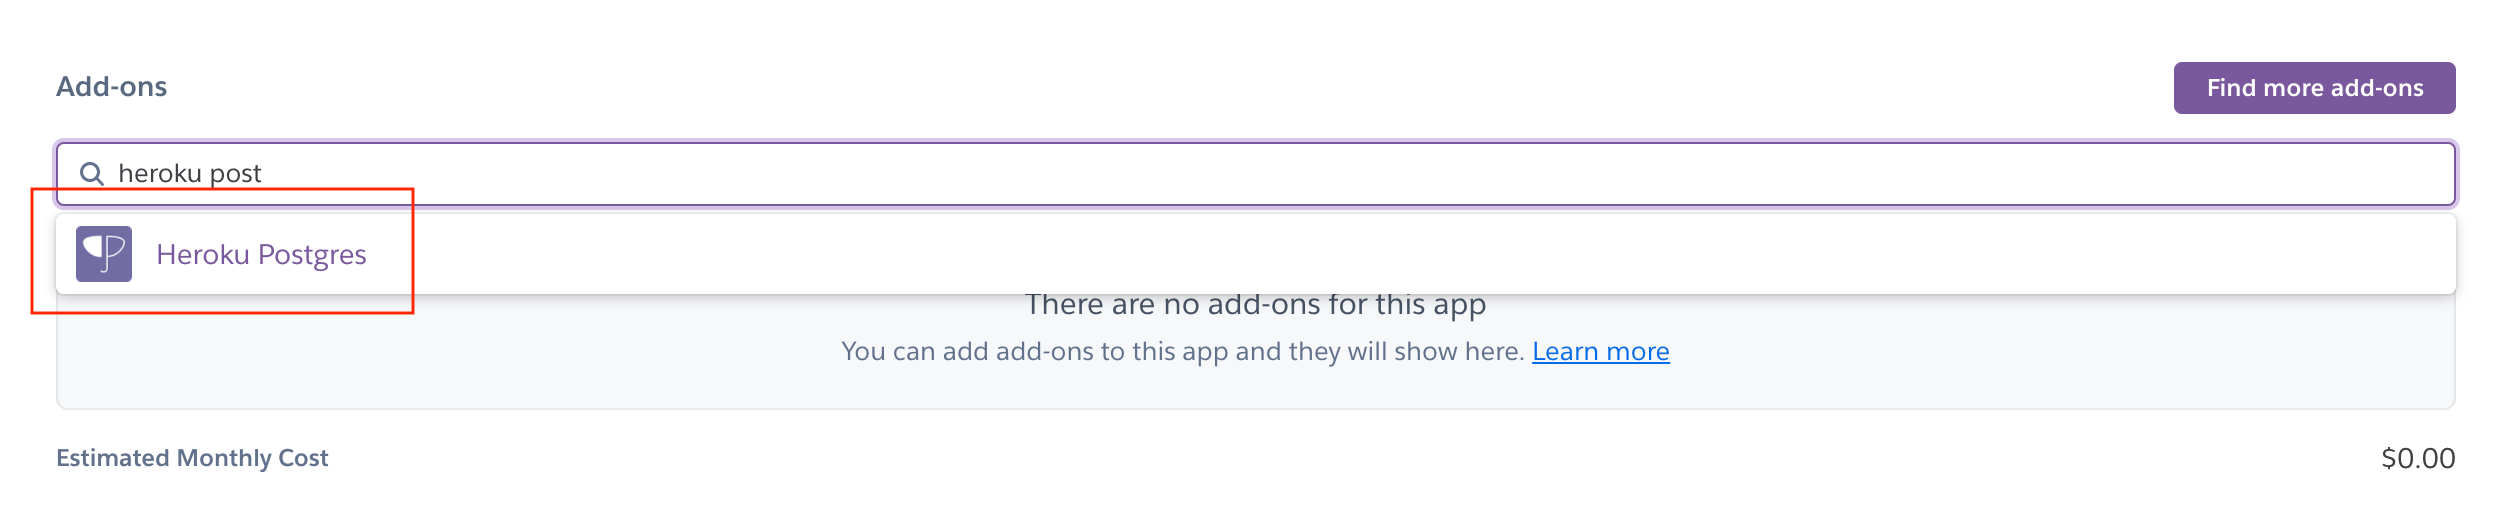 Add-ons
Find more add-ons
heroku post
Heroku Postgres
There are no add-ons for this app
You can add add-ons to this app and they will show here. Learn more
Estimated Monthly Cost
$0.00